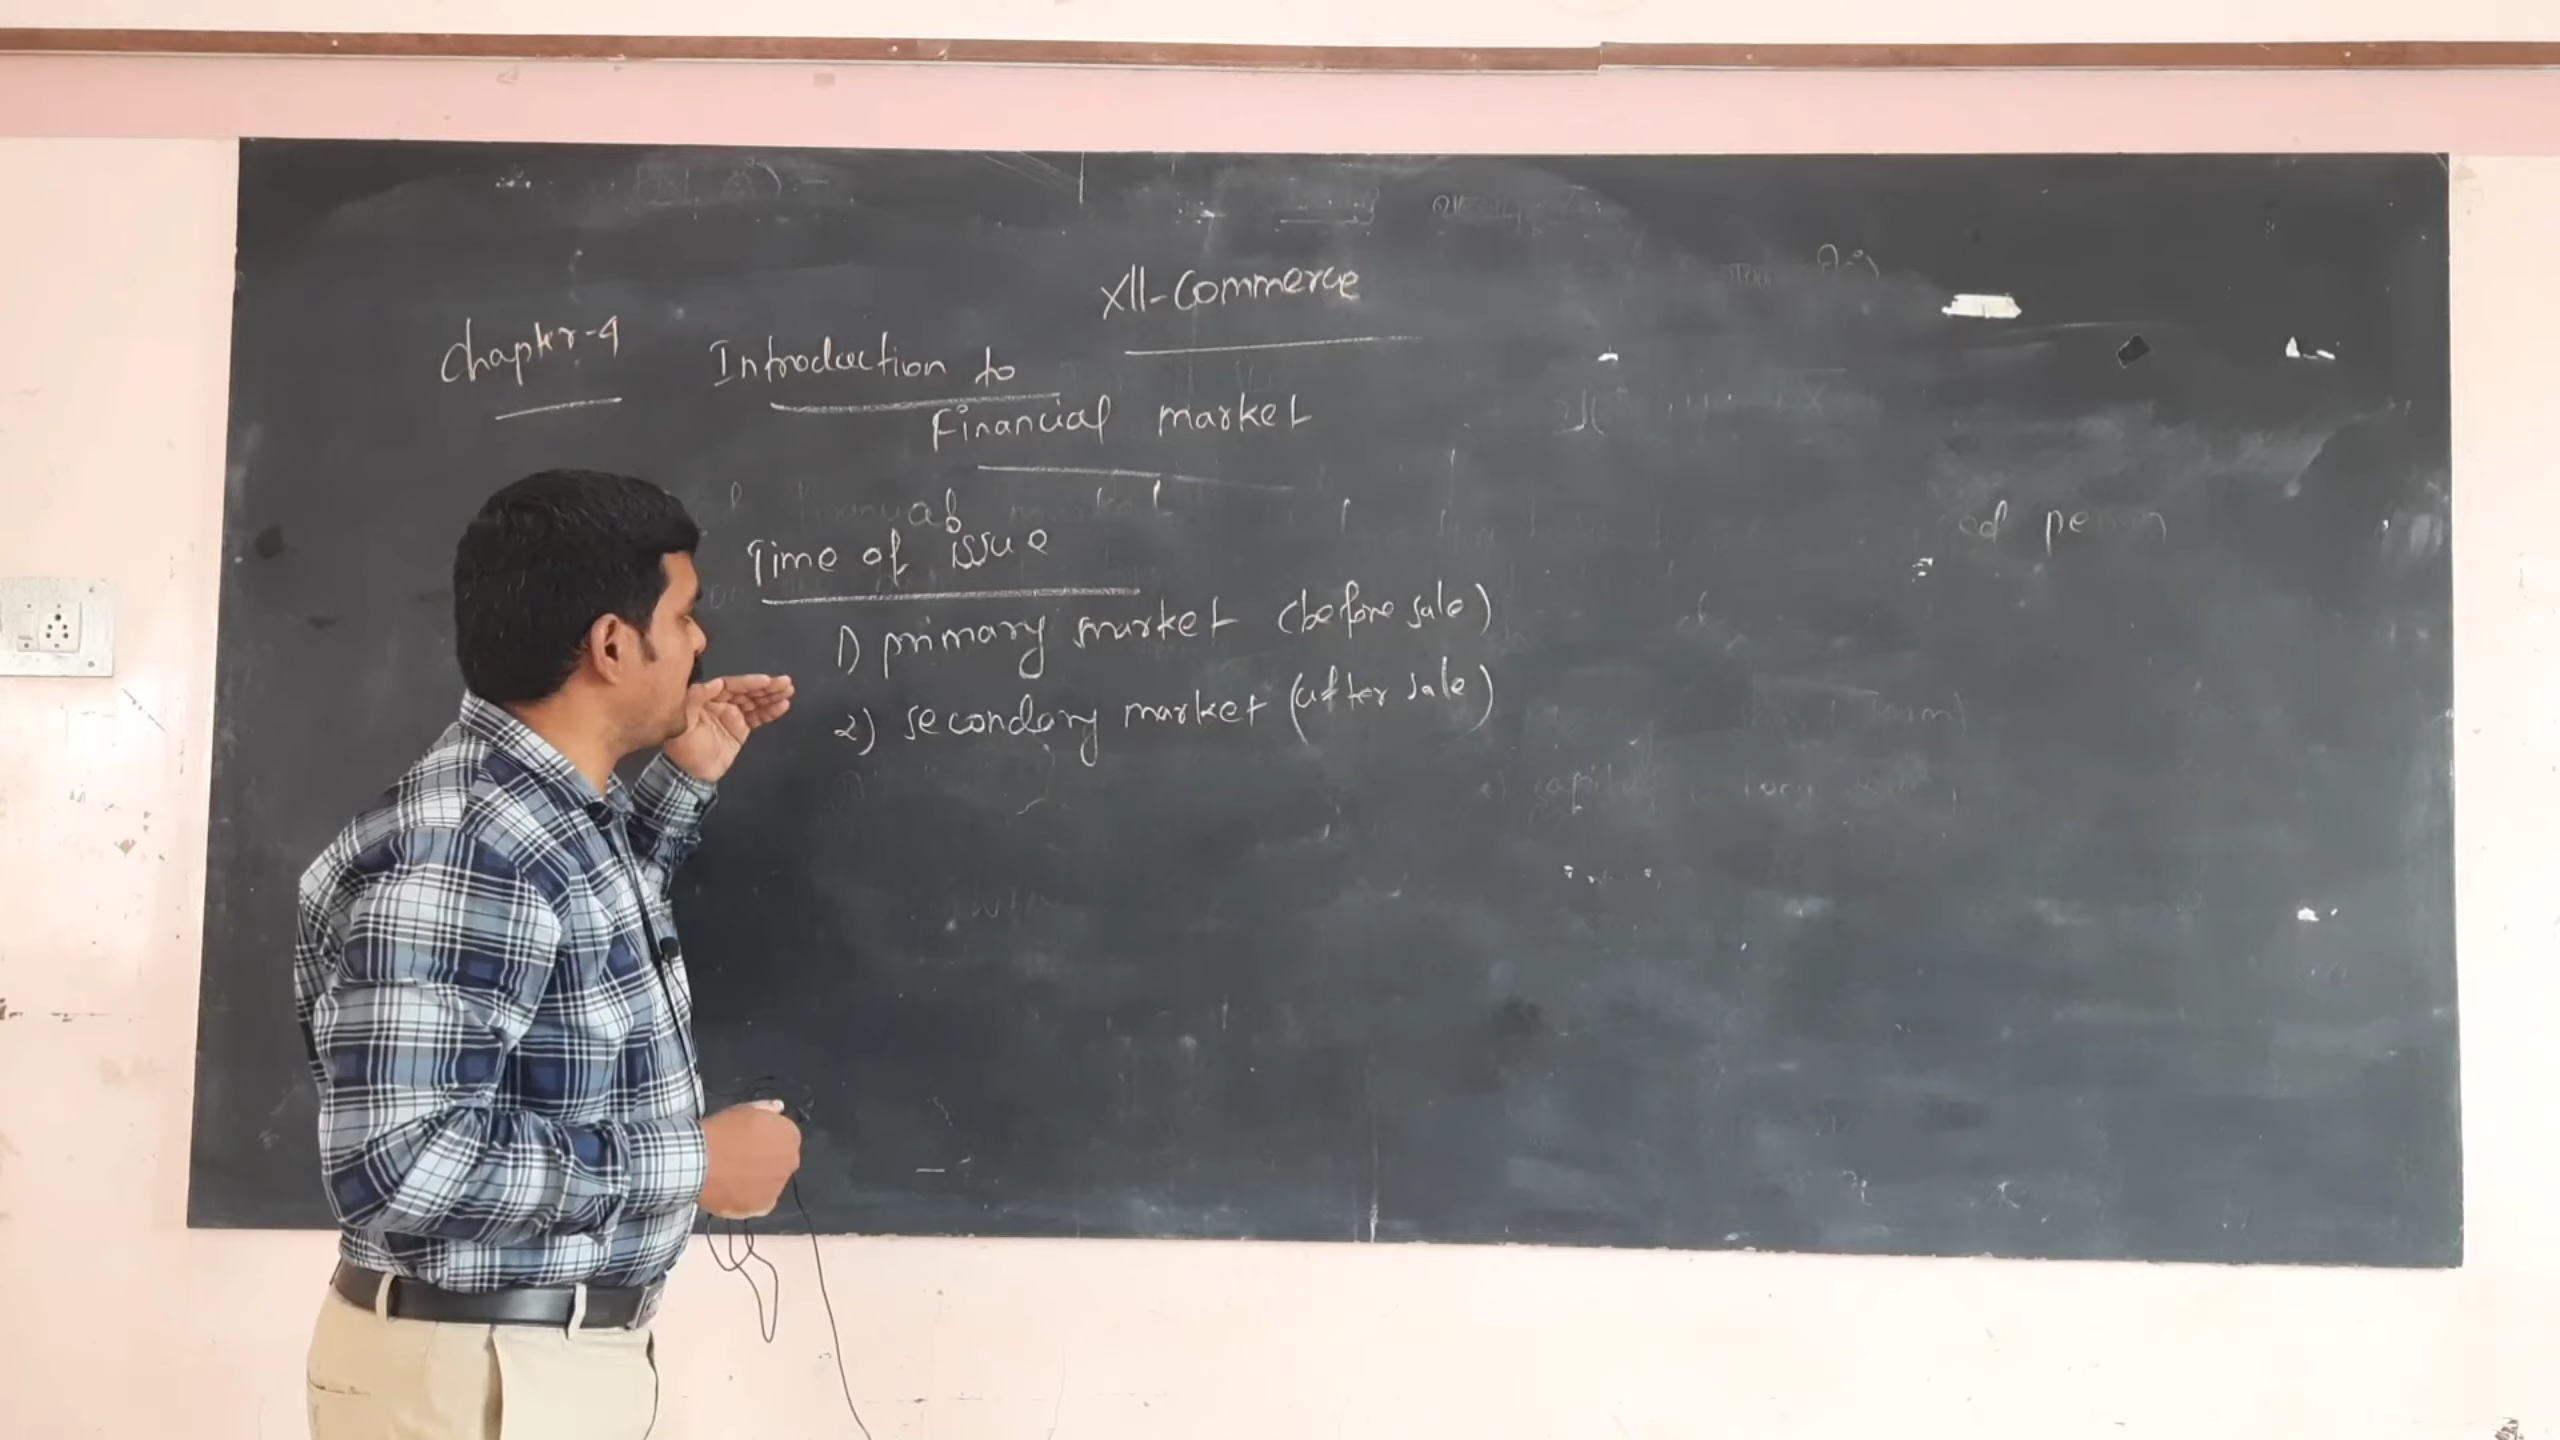 XII-Commerce
Chapter-4 Introduction to
Financial market
Time of issue
1) primary market (before sale)
2) secondary market (after sale)